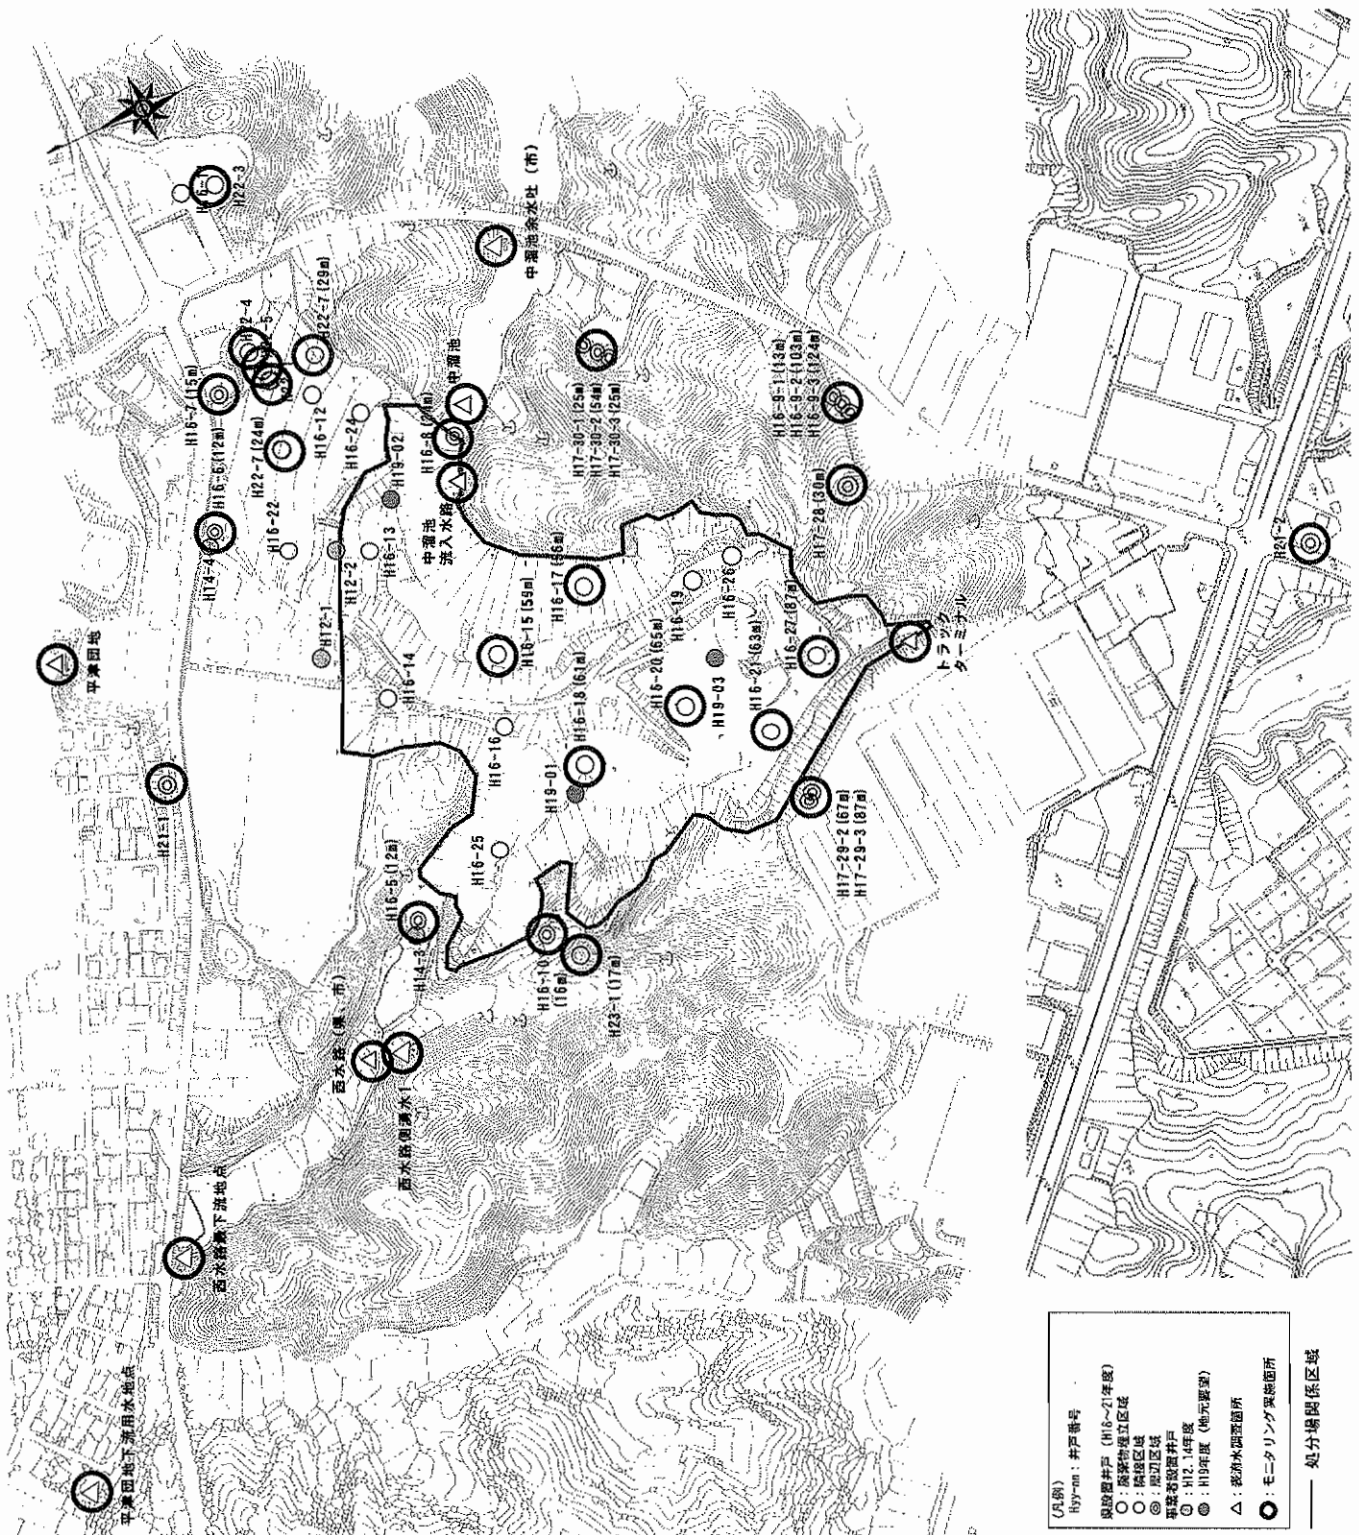 平津団地下流用水地点
西水路最下流地点
西水路側湧水1
H14-3
H16-5(12m)
H16-10
(16m)
H23-1(17m)
H21-1
平津団地
H14-4
H16-6(12m)
H16-7(15m)
H22-7(24m)
H16-22
H22-4
H22-7(29m)
H22-3
H16-12
H16-24
H12-1
H12-2
H16-13
H19-02
H16-14
H16-16
H16-25
H19-01
H16-18(61m)
H16-15(59m)
H16-17(56m)
H16-8(24m)
中溜池
中溜池
流入水路
中溜池余水吐(市)
H17-30-1(25m)
H17-30-2(54m)
H17-30-3(25m)
H16-9-1(13m)
H16-9-2(103m)
H16-9-3(124m)
H17-28(30m)
H16-19
H16-26
H16-20(65m)
H19-03
H16-21(63m)
H16-27(87m)
H17-29-2(67m)
H17-29-3(87m)
トラック
ターミナル
H21-2
(凡例)
Hyy-nn:井戸番号
県設置井戸(H16~21年度)
○:廃棄物埋立区域
○:隣接区域
◎:周辺区域
事業者設置井戸
:H12,14年度
:H19年度(地元要望)
△:表流水調査箇所
:モニタリング実施箇所
処分場関係区域